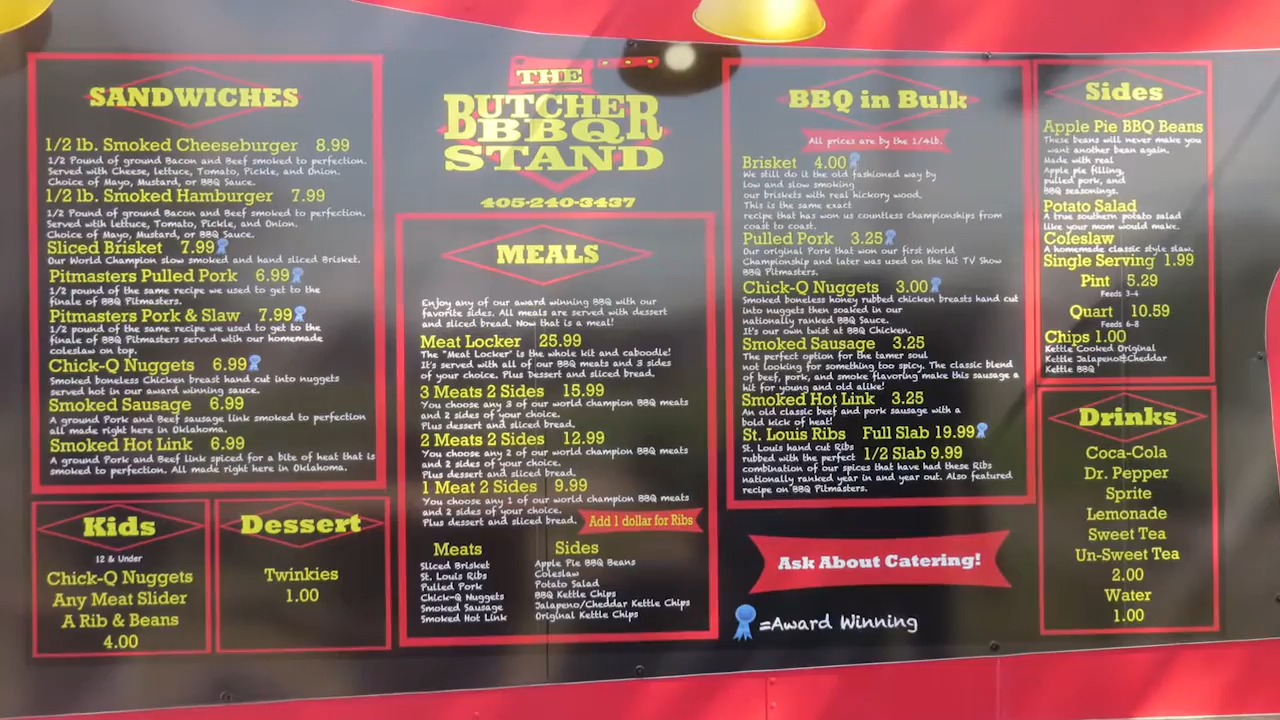 SANDWICHES
1/2 lb. Smoked Cheeseburger 8.99
1/2 Pound of ground Bacon and Beef smoked to perfection.
Served with Cheese, lettuce, Tomato, Pickle, and Onion.
Choice of Mayo, Mustard, or BBQ Sauce.
1/2 lb. Smoked Hamburger 7.99
1/2 Pound of ground Bacon and Beef smoked to perfection.
Served with lettuce, Tomato, Pickle, and Onion.
Choice of Mayo, Mustard, or BBQ Sauce.
Sliced Brisket 7.99
Our World Champion slow smoked and hand sliced Brisket.
Pitmasters Pulled Pork 6.99
1/2 pound of the same recipe we used to get to the
finale of BBQ Pitmasters.
Pitmasters Pork & Slaw 7.99
1/2 pound of the same recipe we used to get to the
finale of BBQ Pitmasters served with our homemade
coleslaw on top.
Chick-Q Nuggets 6.99
Smoked boneless Chicken breast hand cut into nuggets
served hot in our award winning sauce.
Smoked Sausage 6.99
A ground Pork and Beef sausage link smoked to perfection
all made right here in Oklahoma.
Smoked Hot Link 6.99
A ground Pork and Beef link spiced for a bite of heat that is
smoked to perfection. All made right here in Oklahoma.
Kids
12 & Under
Chick-Q Nuggets
Any Meat Slider
A Rib & Beans
4.00
Dessert
Twinkies
1.00
THE
BUTCHER
BBQ
STAND
405-240-3437
MEALS
Enjoy any of our award winning BBQ with our
favorite sides. All meals are served with dessert
and sliced bread. Now that is a meal!
Meat Locker 25.99
The "Meat Locker" is the whole kit and caboodle!
It's served with all of our BBQ meats and 3 sides
of your choice. Plus Dessert and sliced bread.
3 Meats 2 Sides 15.99
You choose any 3 of our world champion BBQ meats
and 2 sides of your choice.
Plus dessert and sliced bread.
2 Meats 2 Sides 12.99
You choose any 2 of our world champion BBQ meats
and 2 sides of your choice.
Plus dessert and sliced bread.
1 Meat 2 Sides 9.99
You choose any 1 of our world champion BBQ meats
and 2 sides of your choice.
Plus dessert and sliced bread.
Add 1 dollar for Ribs
Meats
Sliced Brisket
St. Louis Ribs
Pulled Pork
Chick-Q Nuggets
Smoked Sausage
Smoked Hot Link
Sides
Apple Pie BBQ Beans
Coleslaw
Potato Salad
BBQ Kettle Chips
Jalapeno/Cheddar Kettle Chips
Original Kettle Chips
BBQ in Bulk
All prices are by the 1/4lb.
Brisket 4.00
We still do it the old fashioned way by
low and slow smoking
our briskets with real hickory wood.
This is the same exact
recipe that has won us countless championships from
coast to coast.
Pulled Pork 3.25
Our original Pork that won our first World
Championship and later was used on the hit TV Show
BBQ Pitmasters.
Chick-Q Nuggets 3.00
Smoked boneless honey rubbed chicken breasts hand cut
into nuggets then soaked in our
nationally ranked BBQ Sauce.
It's our own twist at BBQ Chicken.
Smoked Sausage 3.25
The perfect option for the tamer soul
not looking for something too spicy. The classic blend
of beef, pork, and smoke flavoring make this sausage a
hit for young and old alike!
Smoked Hot Link 3.25
An old classic beef and pork sausage with a
bold kick of heat!
St. Louis Ribs Full Slab 19.99
1/2 Slab 9.99
St. Louis hand cut Ribs
rubbed with the perfect
combination of our spices that have had these Ribs
nationally ranked year in and year out. Also featured
recipe on BBQ Pitmasters.
Ask About Catering!
=Award Winning
Sides
Apple Pie BBQ Beans
These beans will never make you
want another bean again.
Made with real
Apple pie filling,
pulled pork, and
BBQ seasonings.
Potato Salad
A true southern potato salad
like your mom would make.
Coleslaw
A homemade classic style slaw.
Single Serving 1.99
Pint 5.29
Feeds 3-4
Quart 10.59
Feeds 6-8
Chips 1.00
Kettle Cooked Original
Kettle Jalapeno&Cheddar
Kettle BBQ
Drinks
Coca-Cola
Dr. Pepper
Sprite
Lemonade
Sweet Tea
Un-Sweet Tea
2.00
Water
1.00